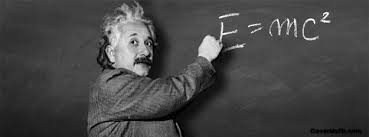 E = mc²